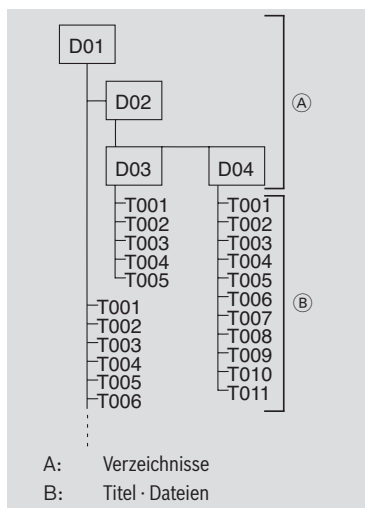 D01
D02
Ⓐ
D03 D04
T001
T002
T003
T004
T005
T001
T002
T003
T004
T005
T006
T007
T008
T009
T010
T011
Ⓑ
T001
T002
T003
T004
T005
T006
A: Verzeichnisse
B: Titel · Dateien